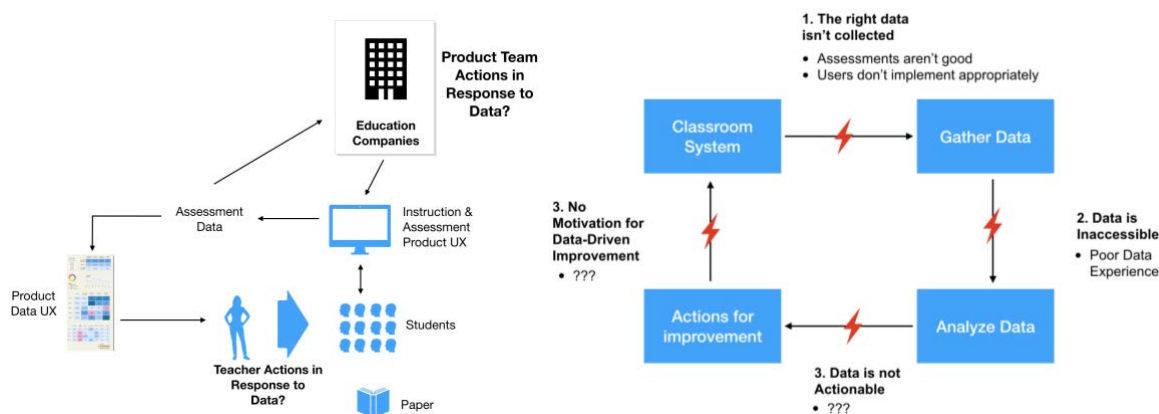 Product Team
Actions in
Response to
Data?
Education
Companies
Assessment
Data
Instruction &
Assessment
Product UX
Product
Data UX
Students
Teacher Actions in
Response to
Data?
Paper
1. The right data
isn't collected
• Assessments aren't good
• Users don't implement appropriately
Classroom
System
Gather Data
3. No
Motivation for
Data-Driven
Improvement
• ???
2. Data is
Inaccessible
• Poor Data
Experience
Actions for
improvement
Analyze Data
3. Data is not
Actionable
• ???